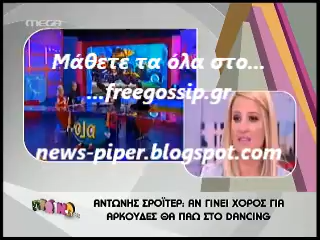 MEGA
Μάθετε τα όλα στο...
...freegossip.gr
news-piper.blogspot.com
ΑΝΤΩΝΗΣ ΣΡΟΪΤΕΡ: ΑΝ ΓΙΝΕΙ ΧΟΡΟΣ ΓΙΑ
ΑΡΚΟΥΔΕΣ ΘΑ ΠΑΩ ΣΤΟ DANCING